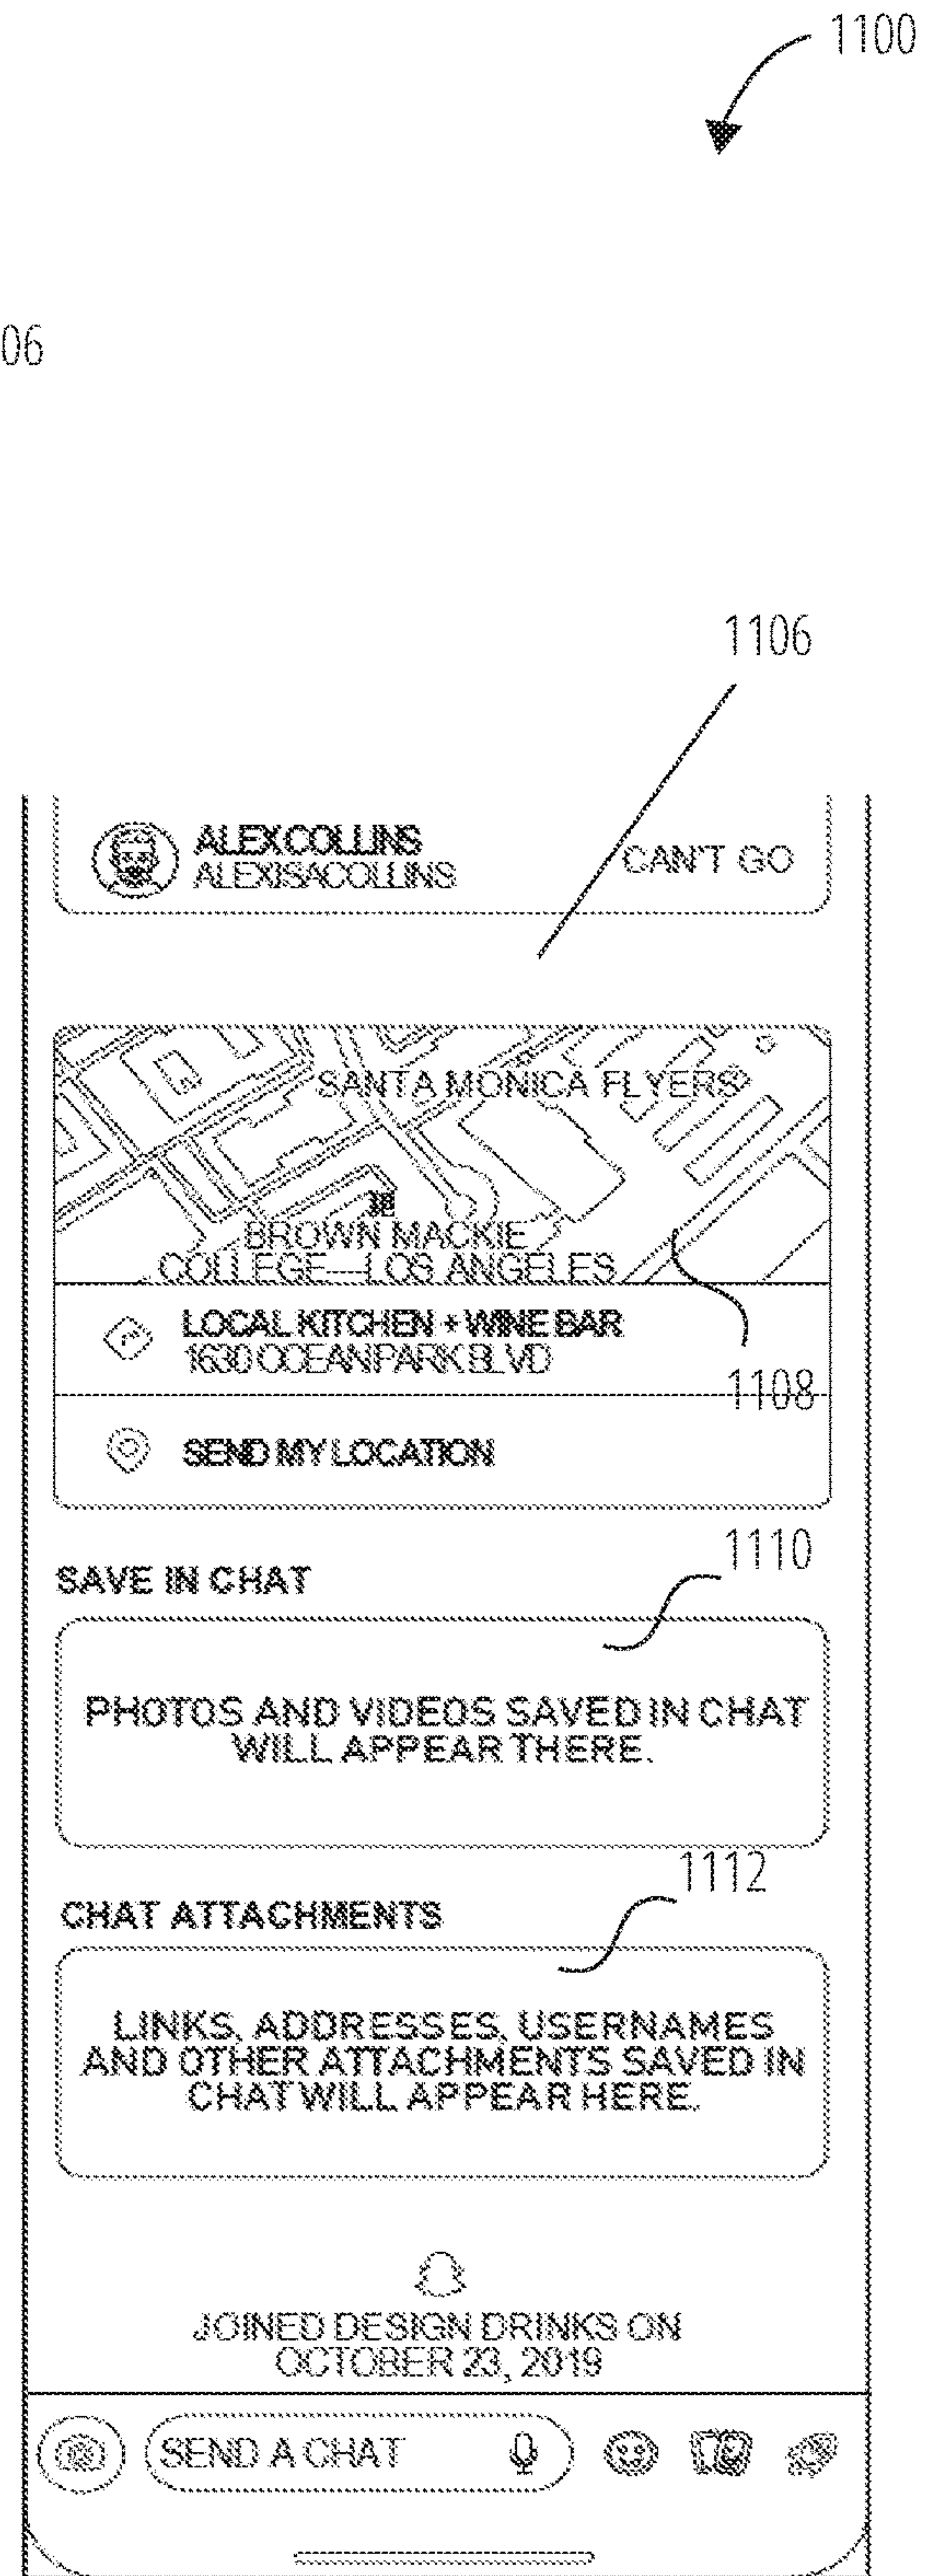 1100
06
1106
ALEX COLLINS
ALEXISACOLLINS
CAN'T GO
SANTA MONICA FLYERS
BROWN MACKIE
COLLEGE---LOS ANGELES
LOCAL KITCHEN + WINE BAR
1630 OCEAN PARK BLVD
1108
SEND MY LOCATION
1110
SAVE IN CHAT
PHOTOS AND VIDEOS SAVED IN CHAT
WILL APPEAR THERE.
1112
CHAT ATTACHMENTS
LINKS, ADDRESSES, USERNAMES
AND OTHER ATTACHMENTS SAVED IN
CHAT WILL APPEAR HERE.
JOINED DESIGN DRINKS ON
OCTOBER 23, 2019
SEND A CHAT